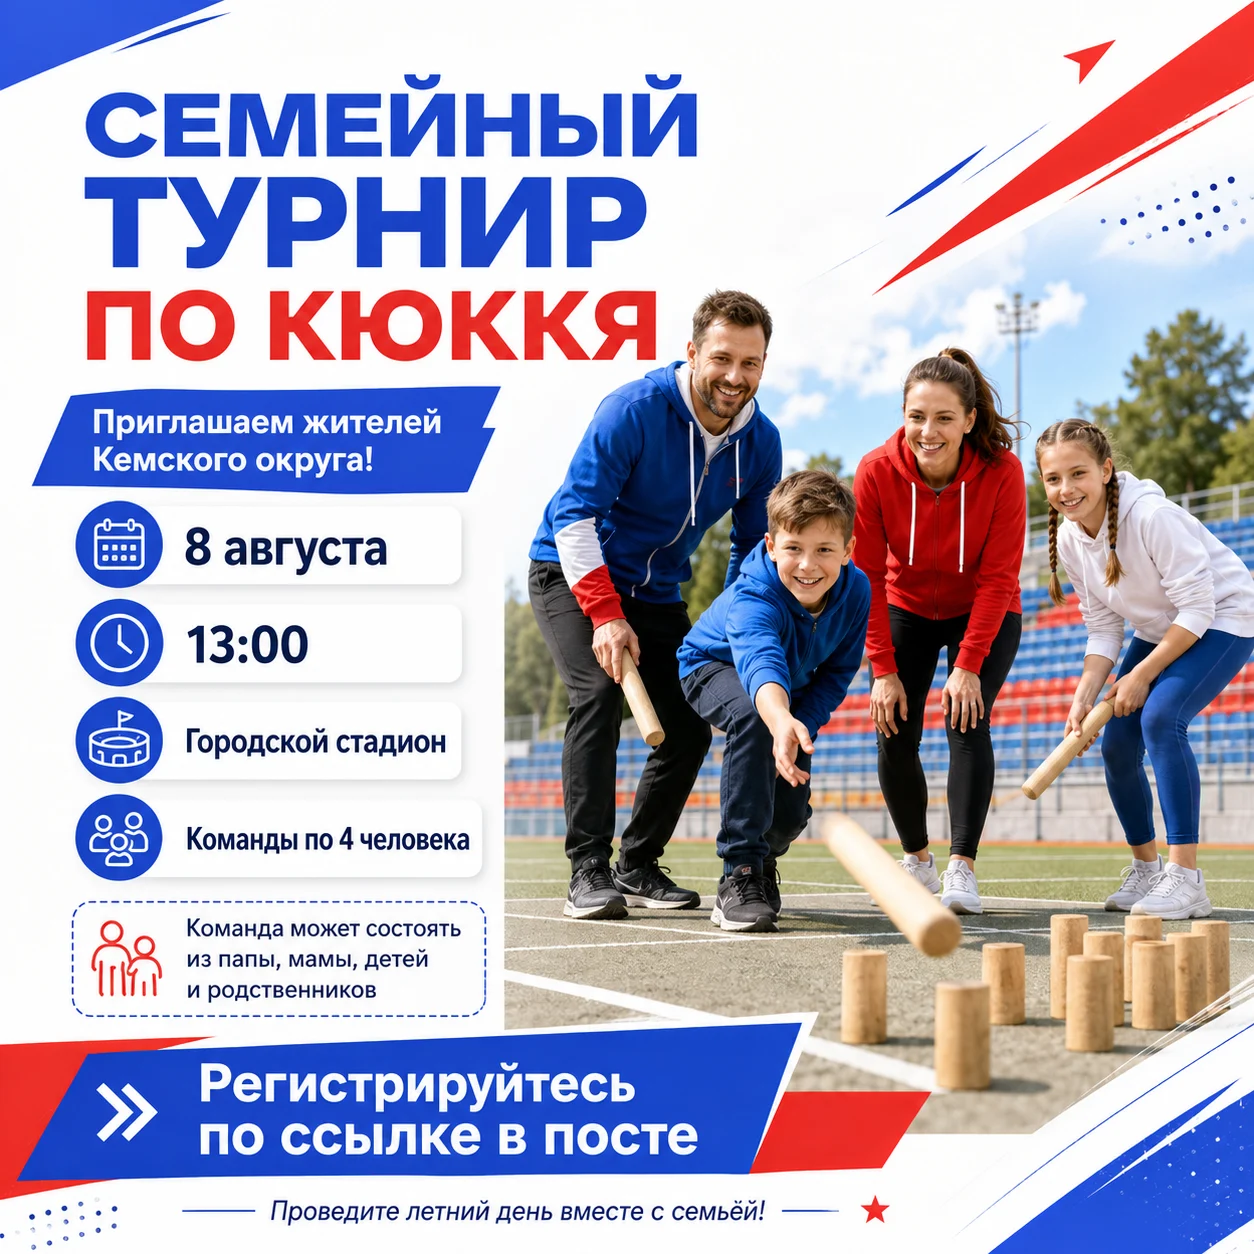 СЕМЕЙНЫЙ
ТУРНИР
ПО КЮККЯ
Приглашаем жителей
Кемского округа!
8 августа
13:00
Городской стадион
Команды по 4 человека
Команда может состоять
из папы, мамы, детей
и родственников
Регистрируйтесь
по ссылке в посте
Проведите летний день вместе с семьёй!